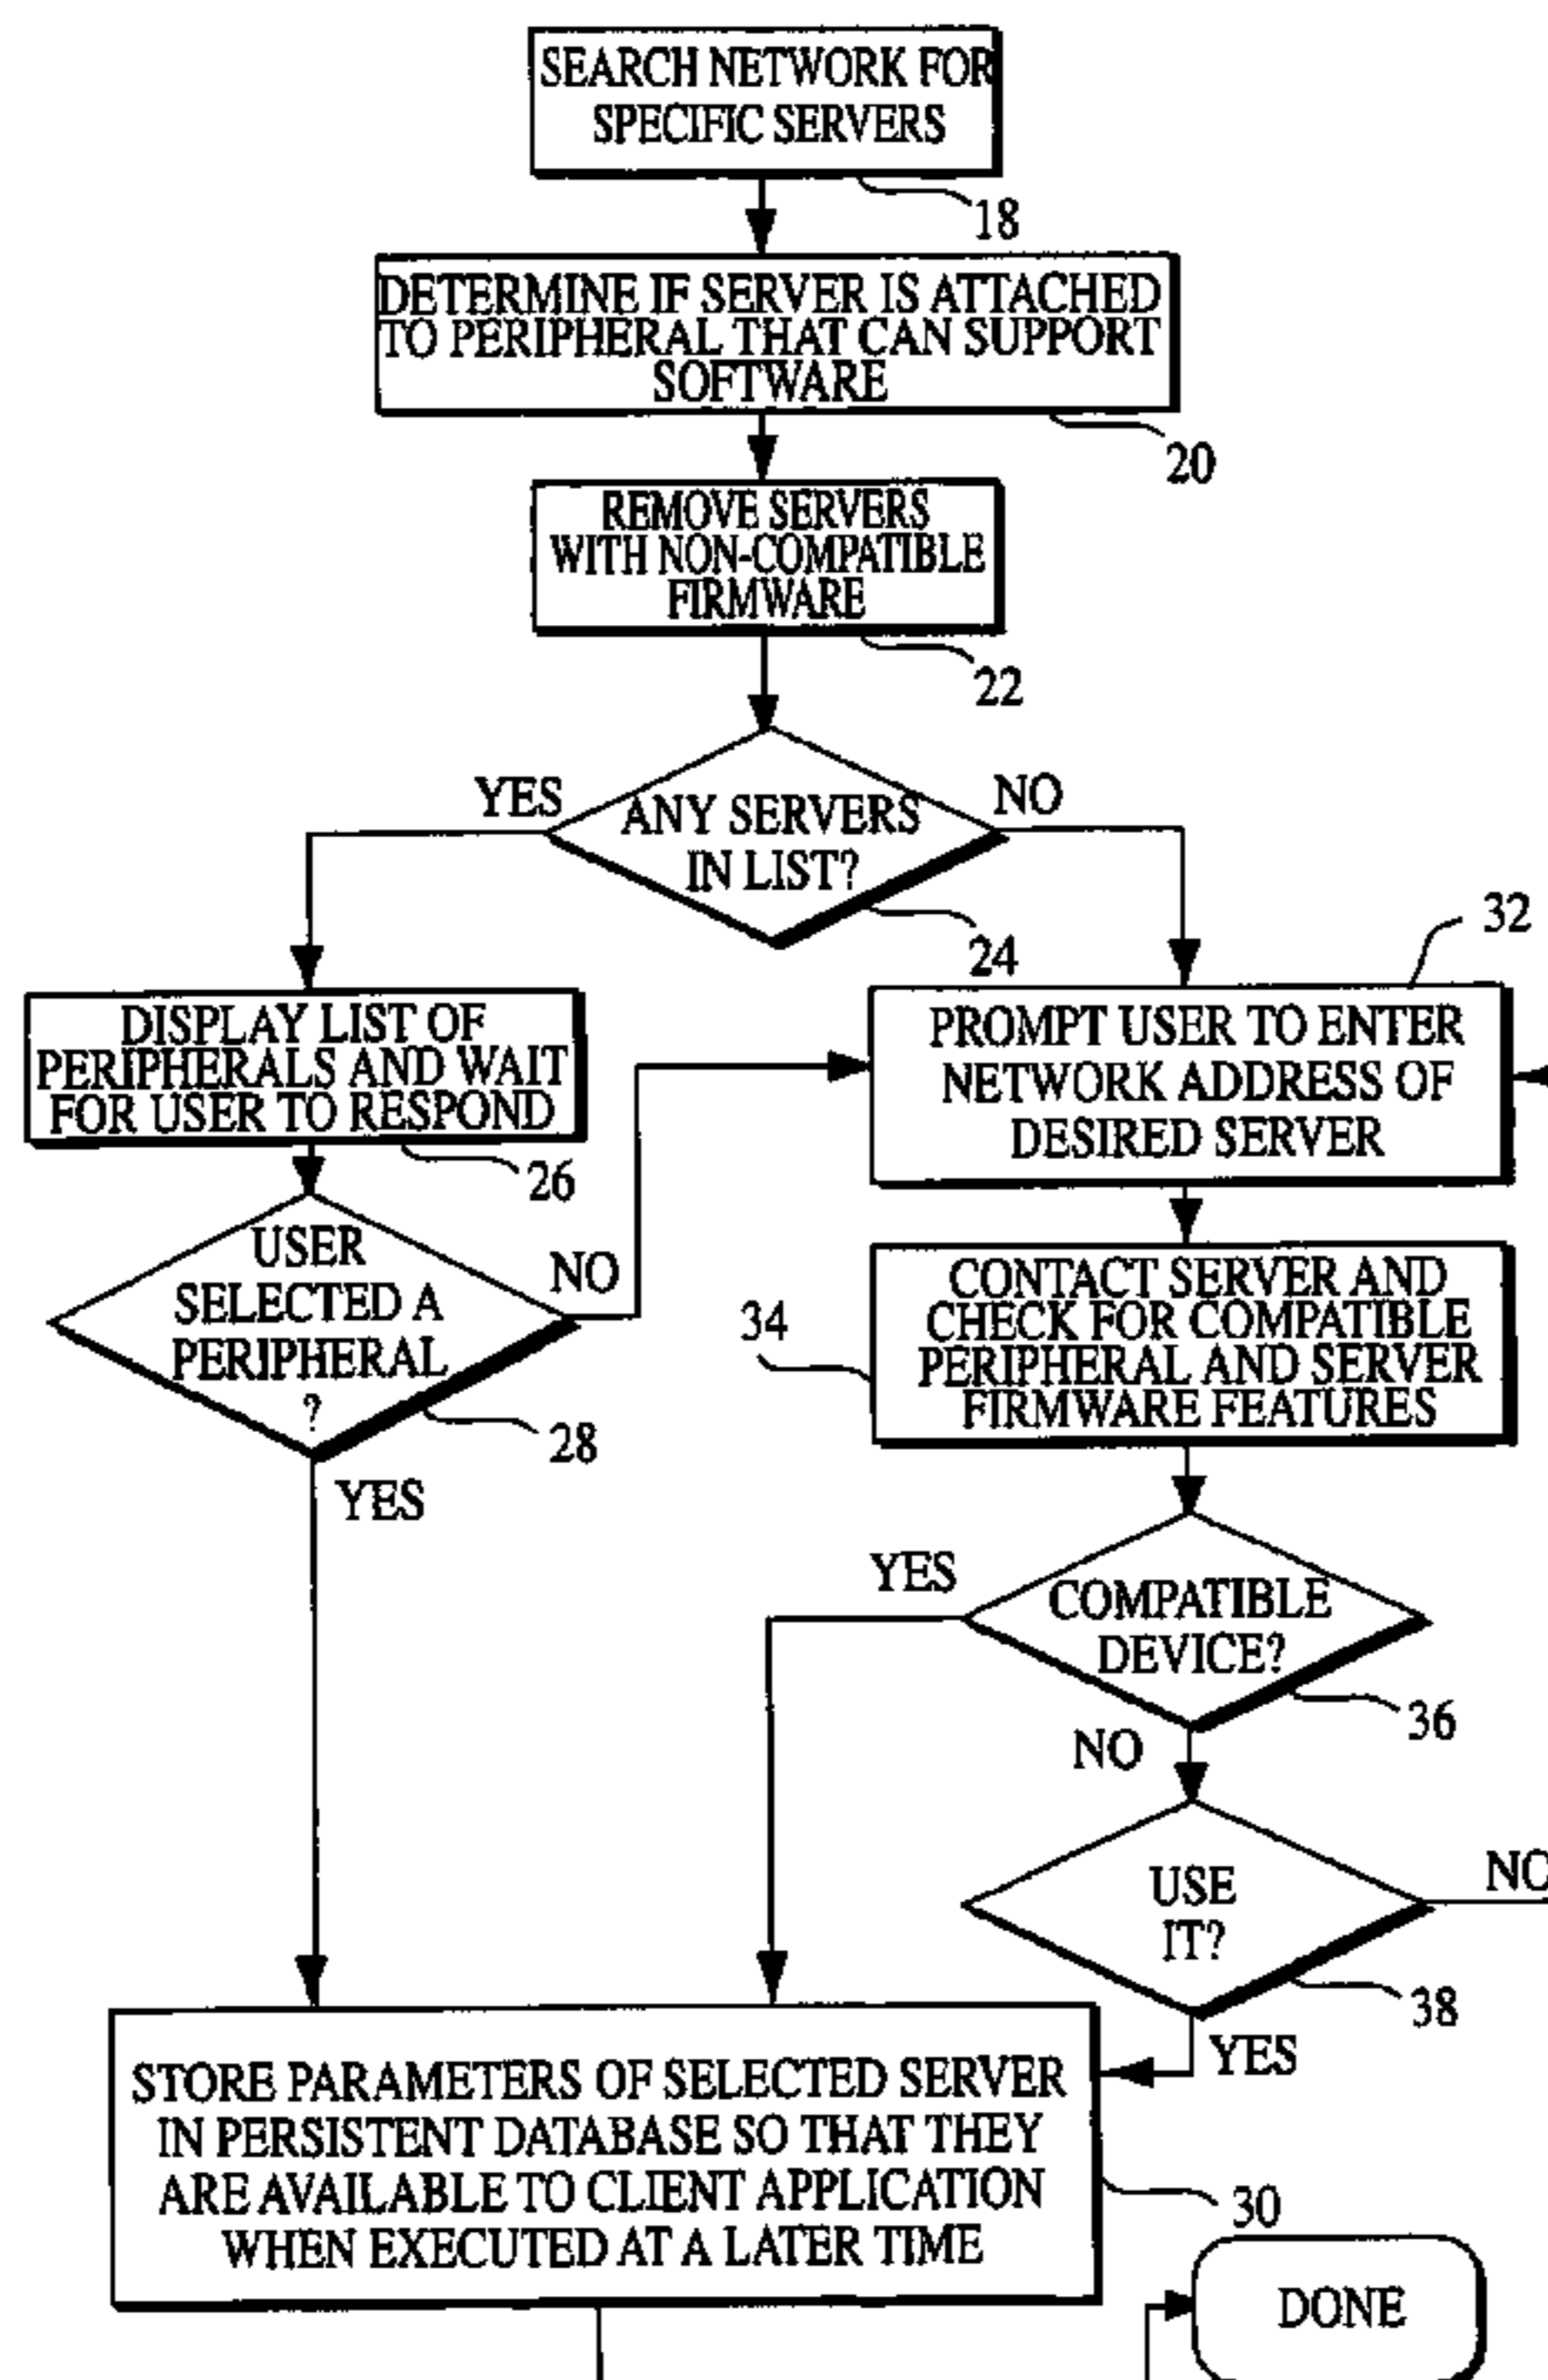 SEARCH NETWORK FOR
SPECIFIC SERVERS
18
DETERMINE IF SERVER IS ATTACHED
TO PERIPHERAL THAT CAN SUPPORT
SOFTWARE
20
REMOVE SERVERS
WITH NON-COMPATIBLE
FIRMWARE
22
YES
ANY SERVERS
IN LIST?
NO
24
32
DISPLAY LIST OF
PERIPHERALS AND WAIT
FOR USER TO RESPOND
26
PROMPT USER TO ENTER
NETWORK ADDRESS OF
DESIRED SERVER
USER
SELECTED A
PERIPHERAL
?
NO
28
YES
34
CONTACT SERVER AND
CHECK FOR COMPATIBLE
PERIPHERAL AND SERVER
FIRMWARE FEATURES
YES
COMPATIBLE
DEVICE?
36
NO
USE
IT?
NO
38
YES
STORE PARAMETERS OF SELECTED SERVER
IN PERSISTENT DATABASE SO THAT THEY
ARE AVAILABLE TO CLIENT APPLICATION
WHEN EXECUTED AT A LATER TIME
30
DONE